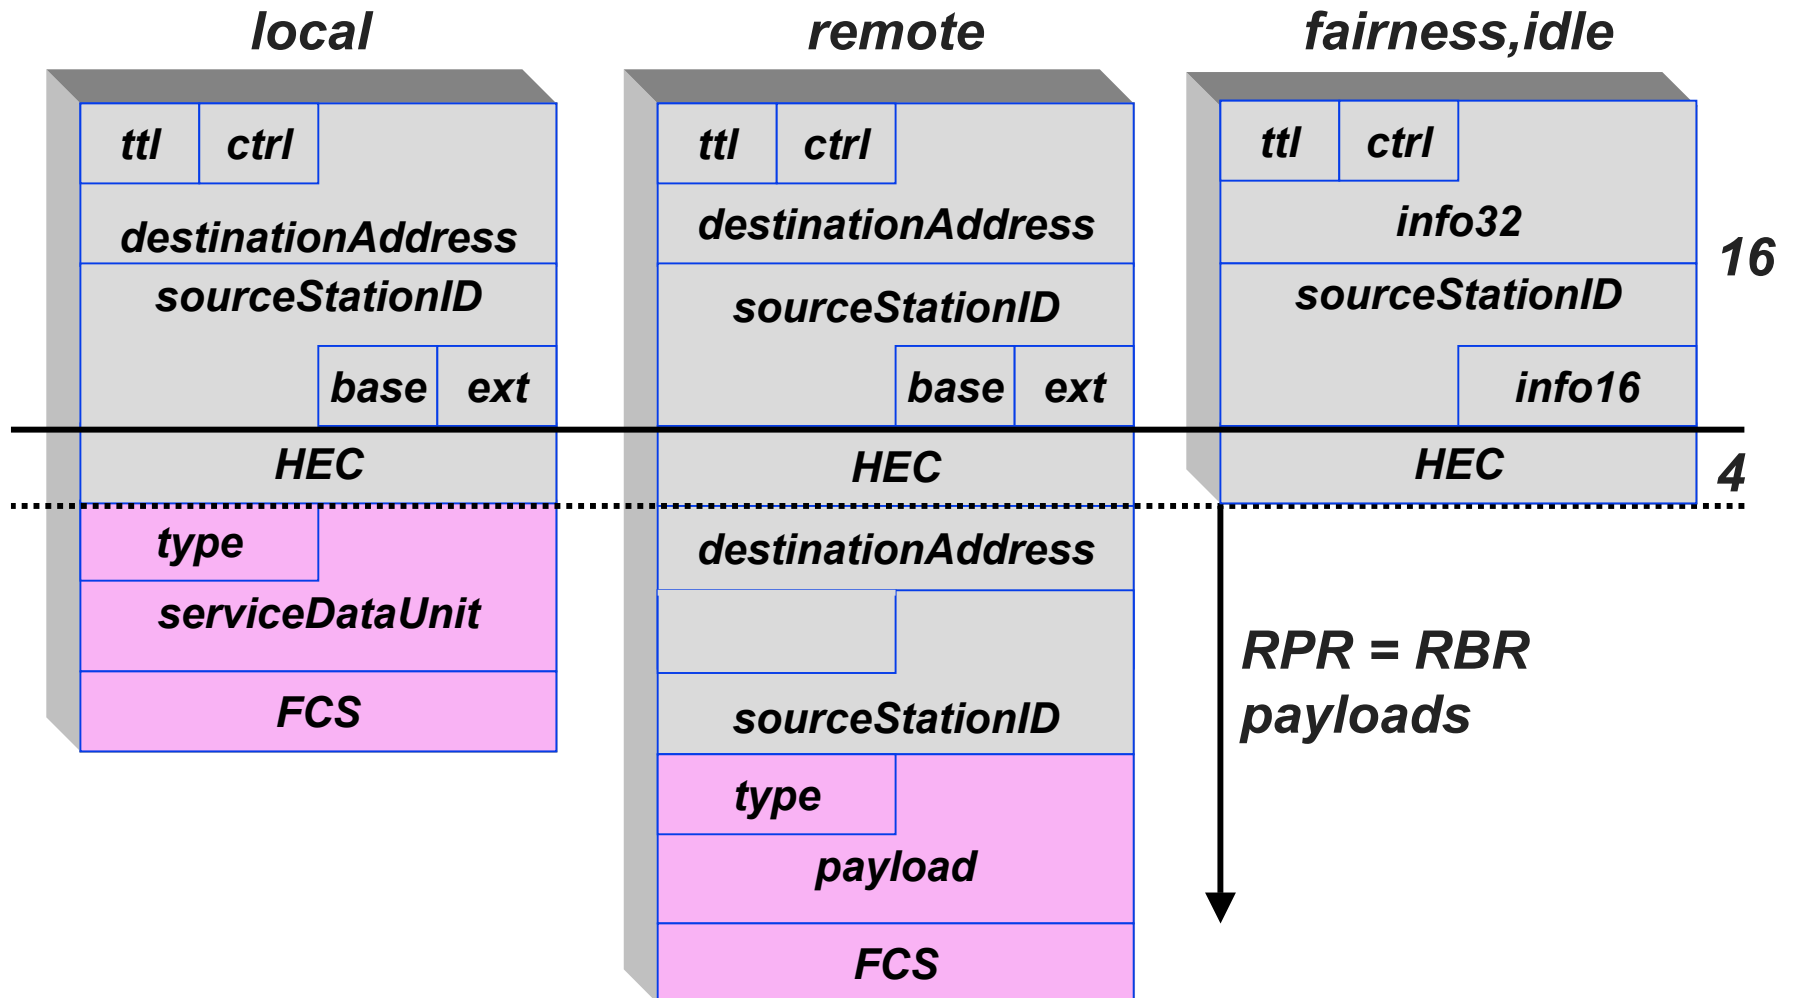 local
remote
fairness,idle
ttl ctrl
destinationAddress
sourceStationID
base ext
HEC
type
serviceDataUnit
FCS
ttl ctrl
destinationAddress
sourceStationID
base ext
HEC
destinationAddress
sourceStationID
type
payload
FCS
ttl ctrl
info32
sourceStationID
info16
HEC
16
4
RPR = RBR
payloads